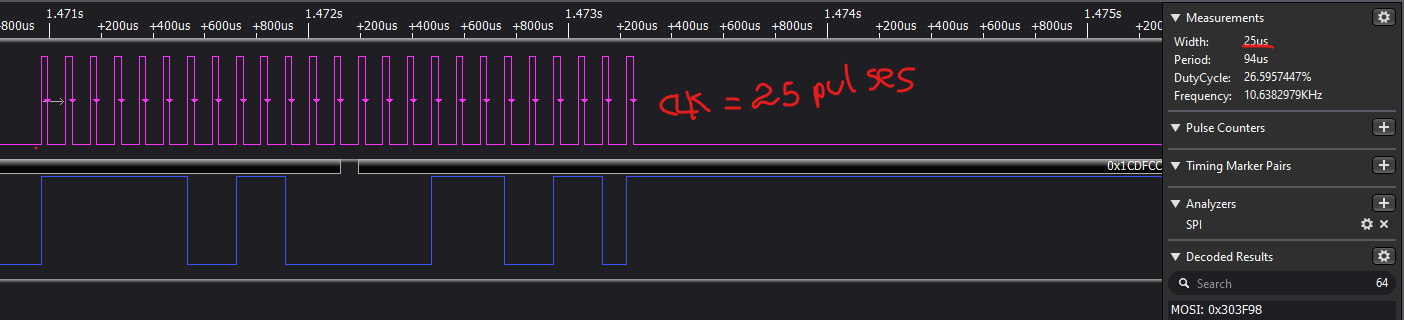 1.471s 1.472s 1.473s 1.474s 1.475s
-800us +200us +400us +600us +800us +200us +400us +600us +800us +200us +400us +600us +800us +200us +400us +600us +800us +200
clk = 25 pulses
0x1CDFCC
Measurements
Width: 25us
Period: 94us
DutyCycle: 26.5957447%
Frequency: 10.6382979KHz
Pulse Counters
Timing Marker Pairs
Analyzers
SPI
Decoded Results
Search 64
MOSI: 0x303F98